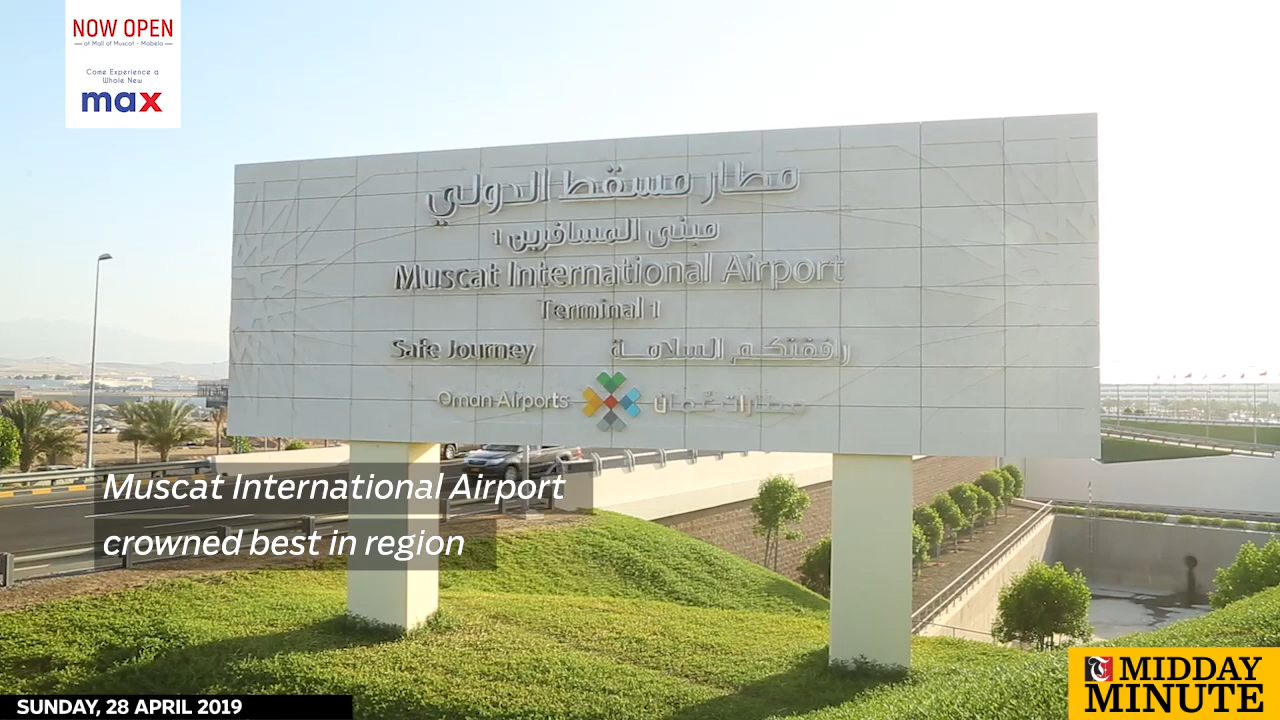 NOW OPEN
at Mall of Muscat - Mabela
Come Experience a
Whole New
max
مطار مسقط الدولي
مبنى المسافرين 1
Muscat International Airport
Terminal 1
Safe Journey رافقتكم السلامة
Oman Airports مطارات عُمان
Muscat International Airport
crowned best in region
SUNDAY, 28 APRIL 2019
T MIDDAY
MINUTE